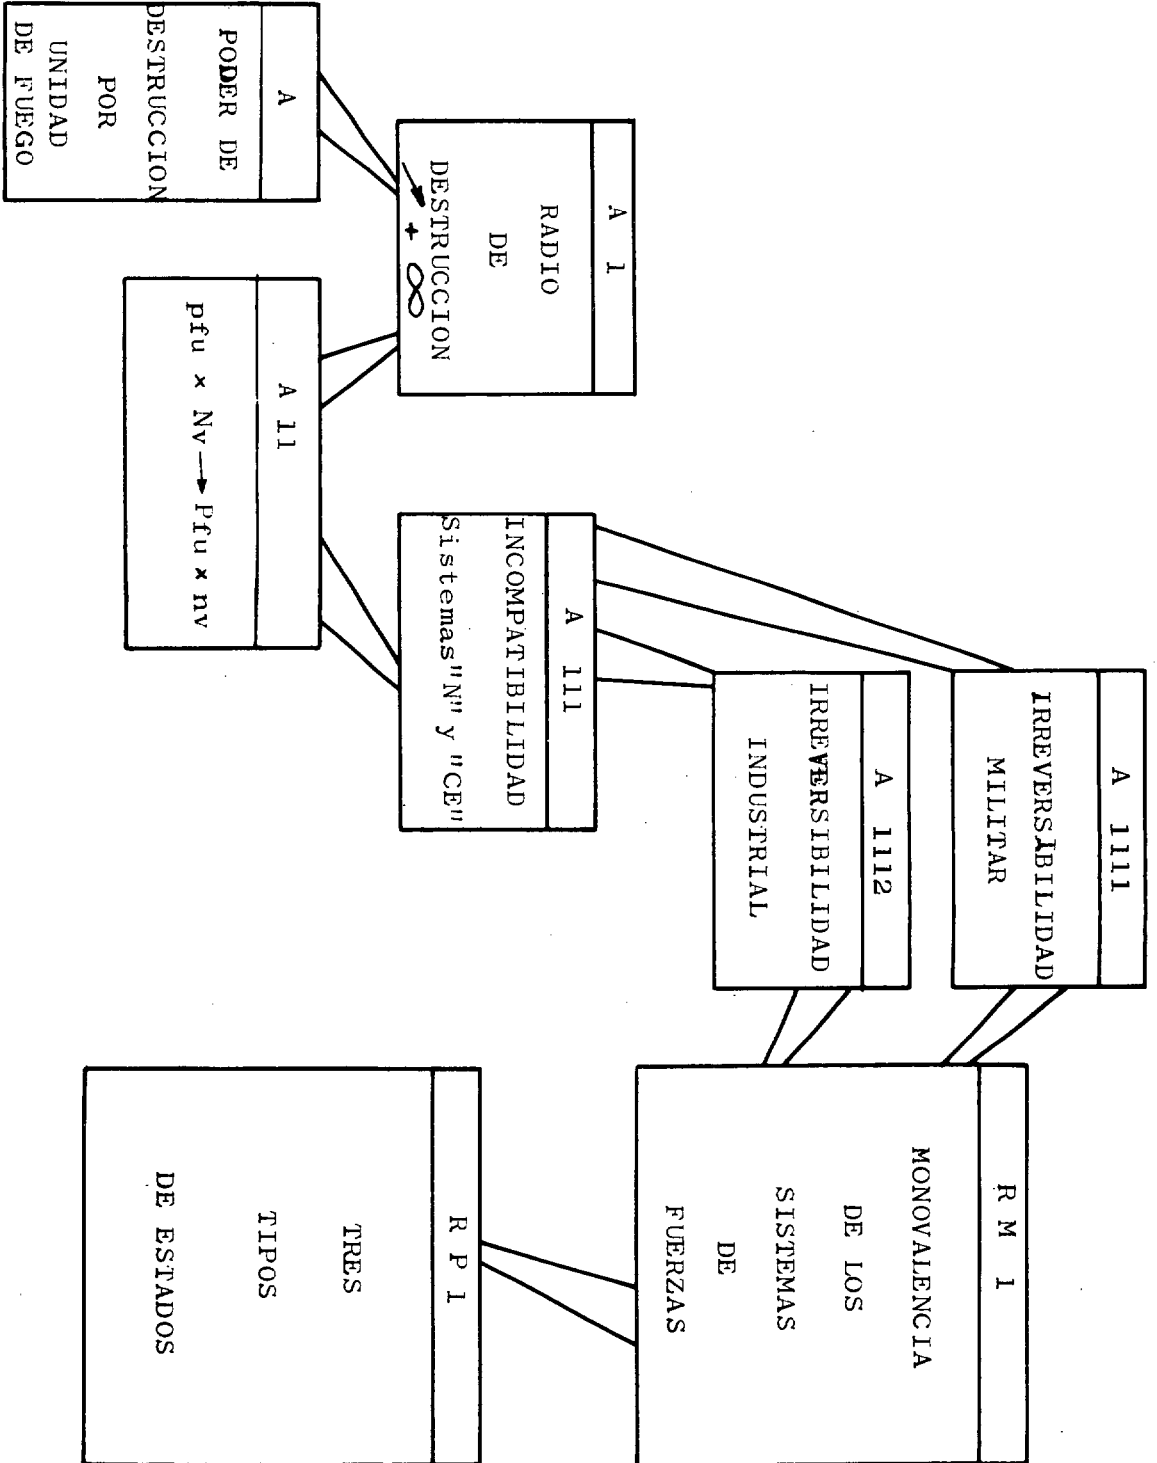 A
PODER DE
DESTRUCCION
POR
UNIDAD
DE FUEGO
A 1
RADIO
DE
DESTRUCCION
→ + ∞
A 11
pfu x Nv → Pfu x nv
A 111
INCOMPATIBILIDAD
Sistemas"N" y "CE"
A 1111
IRREVERSIBILIDAD
MILITAR
A 1112
IRREVERSIBILIDAD
INDUSTRIAL
R M 1
MONOVALENCIA
DE LOS
SISTEMAS
DE
FUERZAS
R P 1
TRES
TIPOS
DE ESTADOS